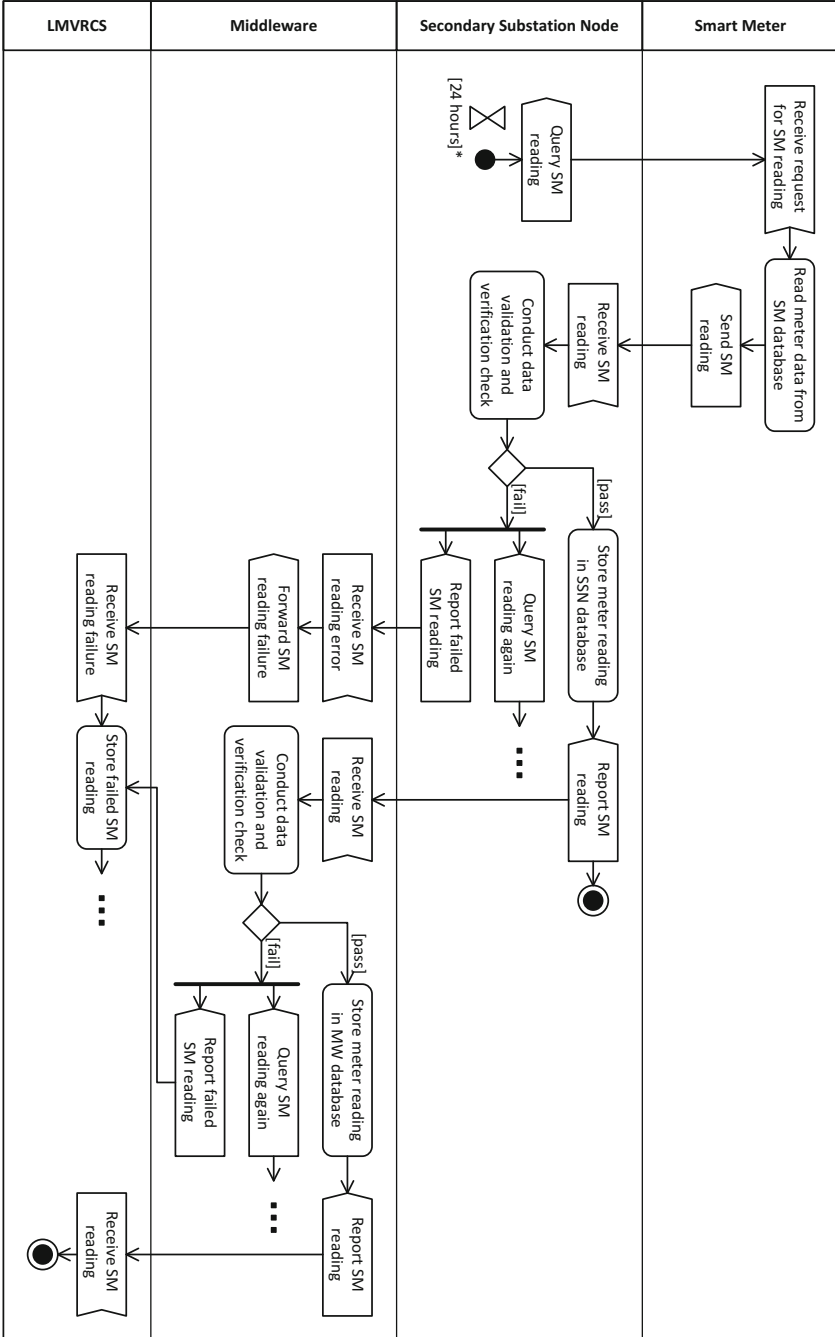 LMVRCS
Middleware
Secondary Substation Node
Smart Meter
[24 hours]*
Query SM
reading
Receive request
for SM reading
Read meter data from
SM database
Send SM
reading
Receive SM
reading
Conduct data
validation and
verification check
[pass]
[fail]
Store meter reading
in SSN database
Query SM
reading again
Report failed
SM reading
...
Report SM
reading
Receive SM
reading error
Forward SM
reading failure
Receive SM
reading failure
Store failed SM
reading
...
Receive SM
reading
Conduct data
validation and
verification check
[pass]
[fail]
Store meter reading
in MW database
Query SM
reading again
Report failed
SM reading
...
Report SM
reading
Receive SM
reading